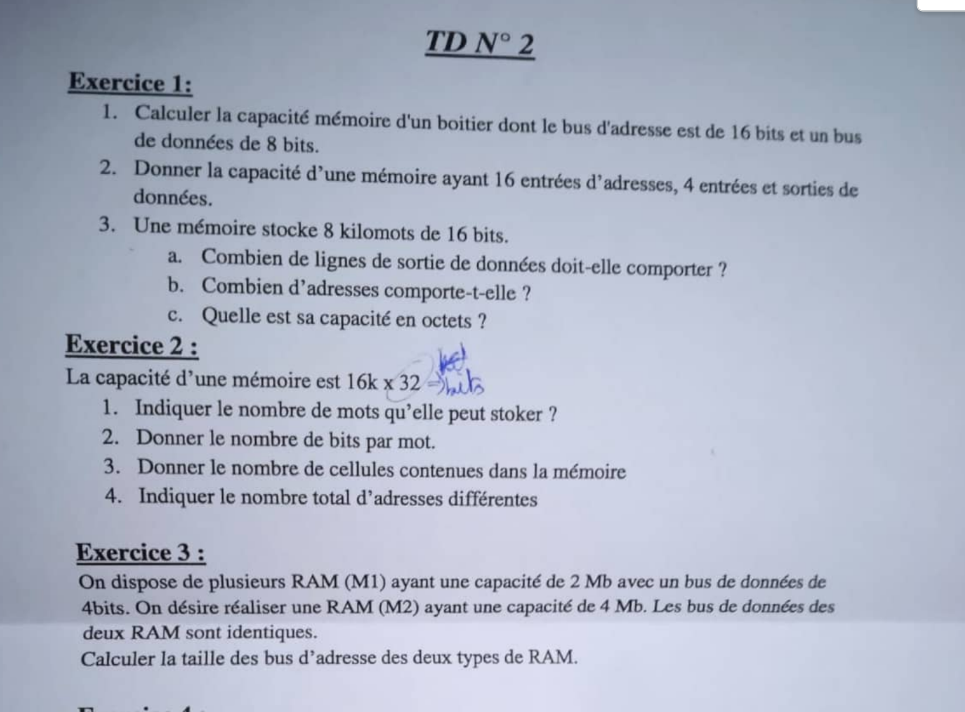 TD N° 2
Exercice 1:
1. Calculer la capacité mémoire d'un boitier dont le bus d'adresse est de 16 bits et un bus
de données de 8 bits.
2. Donner la capacité d'une mémoire ayant 16 entrées d'adresses, 4 entrées et sorties de
données.
3. Une mémoire stocke 8 kilomots de 16 bits.
a. Combien de lignes de sortie de données doit-elle comporter ?
b. Combien d'adresses comporte-t-elle ?
c. Quelle est sa capacité en octets ?
Exercice 2 :
La capacité d'une mémoire est 16k x 32 bits
1. Indiquer le nombre de mots qu'elle peut stoker ?
2. Donner le nombre de bits par mot.
3. Donner le nombre de cellules contenues dans la mémoire
4. Indiquer le nombre total d'adresses différentes
Exercice 3 :
On dispose de plusieurs RAM (M1) ayant une capacité de 2 Mb avec un bus de données de
4bits. On désire réaliser une RAM (M2) ayant une capacité de 4 Mb. Les bus de données des
deux RAM sont identiques.
Calculer la taille des bus d'adresse des deux types de RAM.